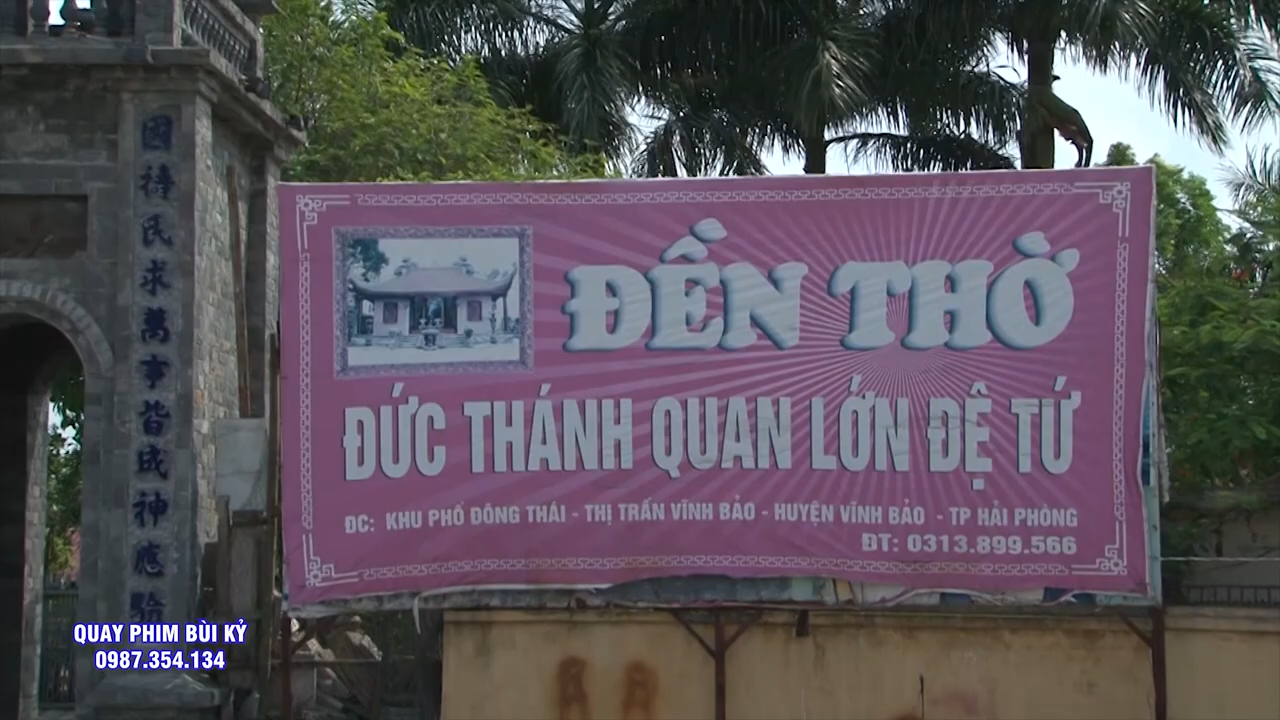 國禱民求萬事皆成神應驗
ĐỀN THỜ
ĐỨC THÁNH QUAN LỚN ĐỆ TỨ
ĐC: KHU PHỐ ĐÔNG THÁI - THỊ TRẤN VĨNH BẢO - HUYỆN VĨNH BẢO - TP HẢI PHÒNG
ĐT: 0313.899.566
QUAY PHIM BÙI KỶ
0987.354.134